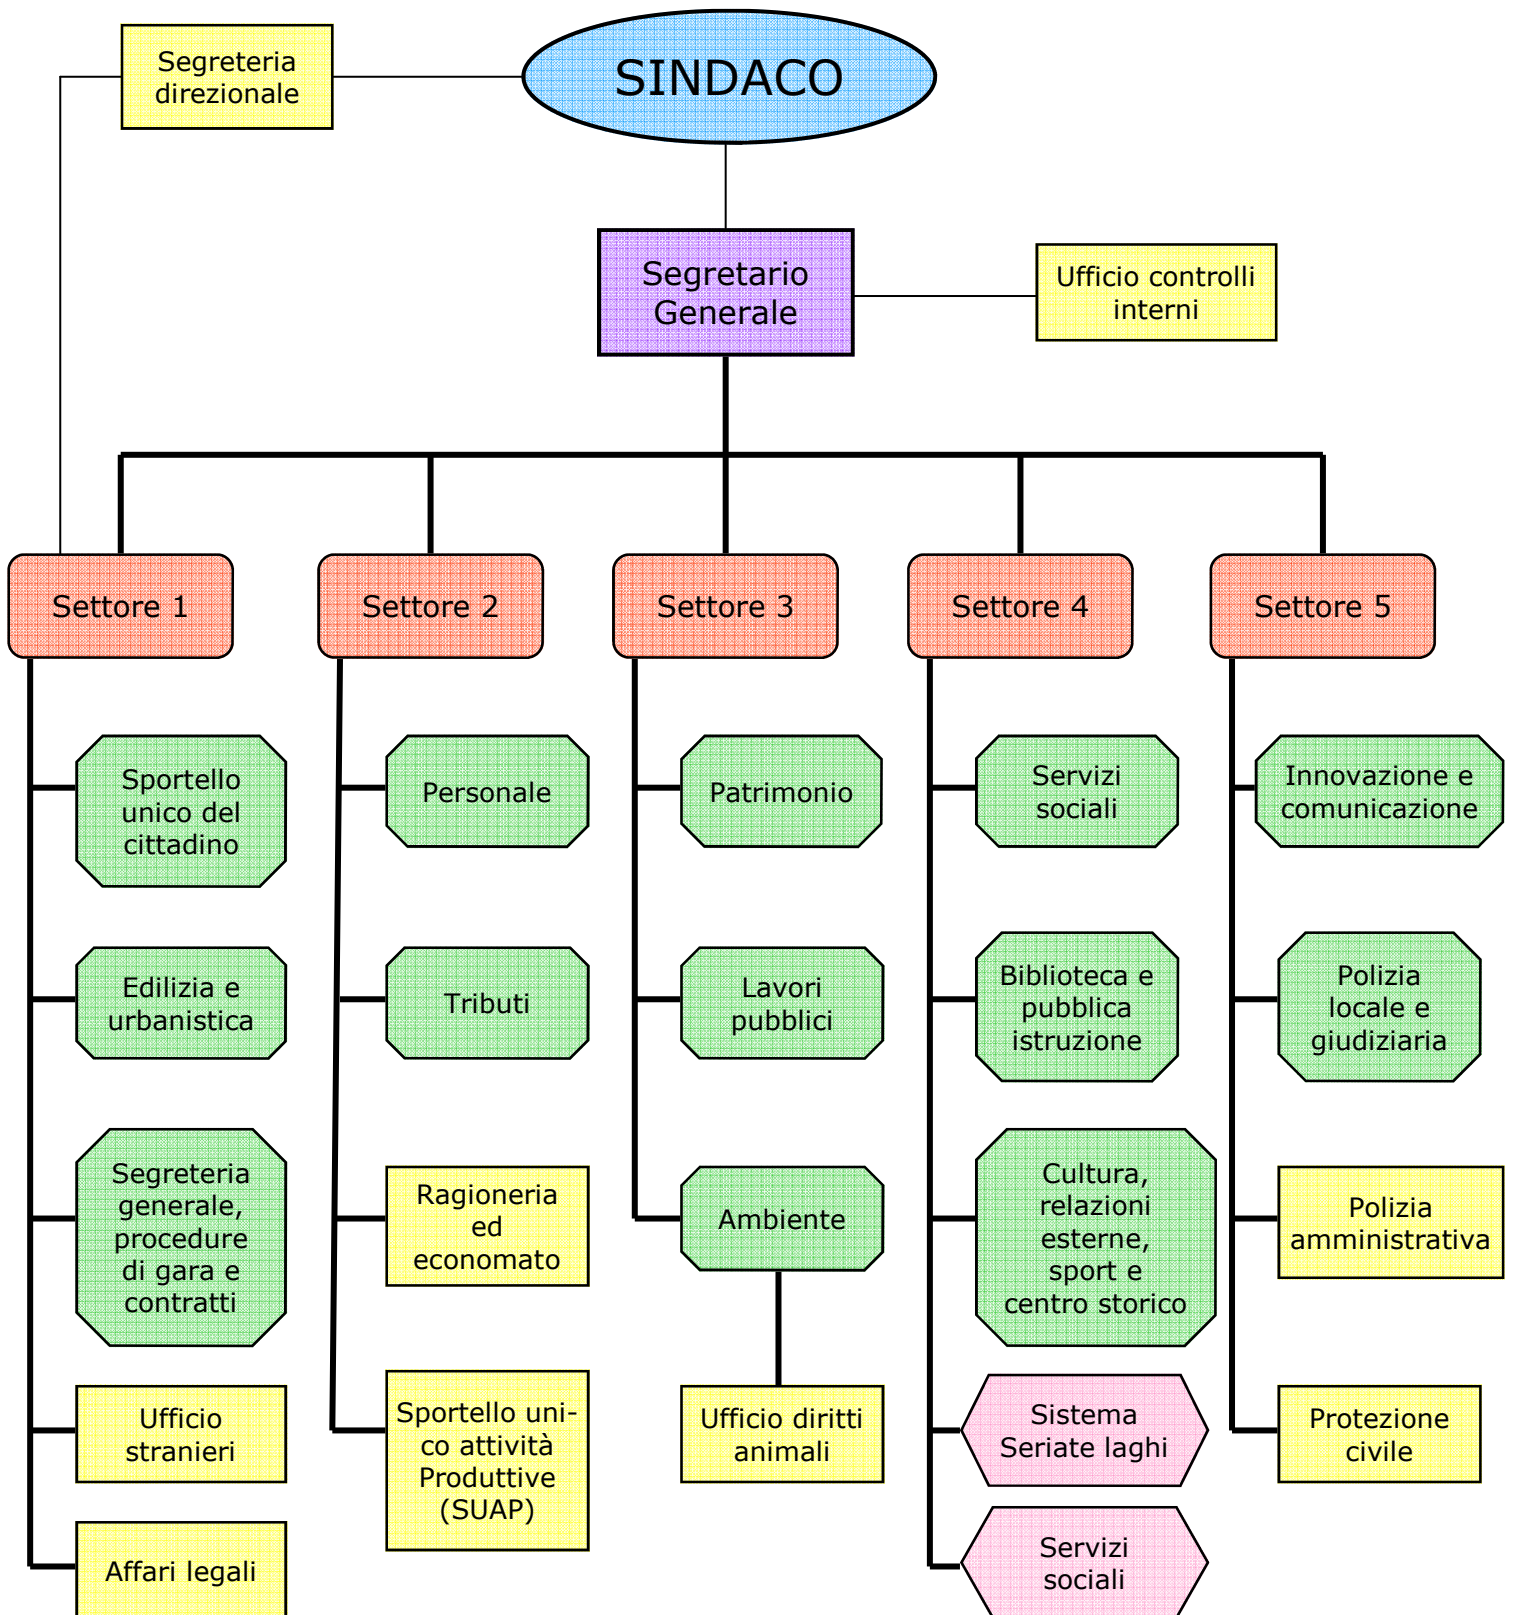 Segreteria
direzionale
SINDACO
Segretario
Generale
Ufficio controlli
interni
Settore 1
Settore 2
Settore 3
Settore 4
Settore 5
Sportello
unico del
cittadino
Personale
Patrimonio
Servizi
sociali
Innovazione e
comunicazione
Edilizia e
urbanistica
Tributi
Lavori
pubblici
Biblioteca e
pubblica
istruzione
Polizia
locale e
giudiziaria
Segreteria
generale,
procedure
di gara e
contratti
Ragioneria
ed
economato
Ambiente
Cultura,
relazioni
esterne,
sport e
centro storico
Polizia
amministrativa
Ufficio
stranieri
Sportello uni-
co attività
Produttive
(SUAP)
Ufficio diritti
animali
Sistema
Seriate laghi
Protezione
civile
Affari legali
Servizi
sociali